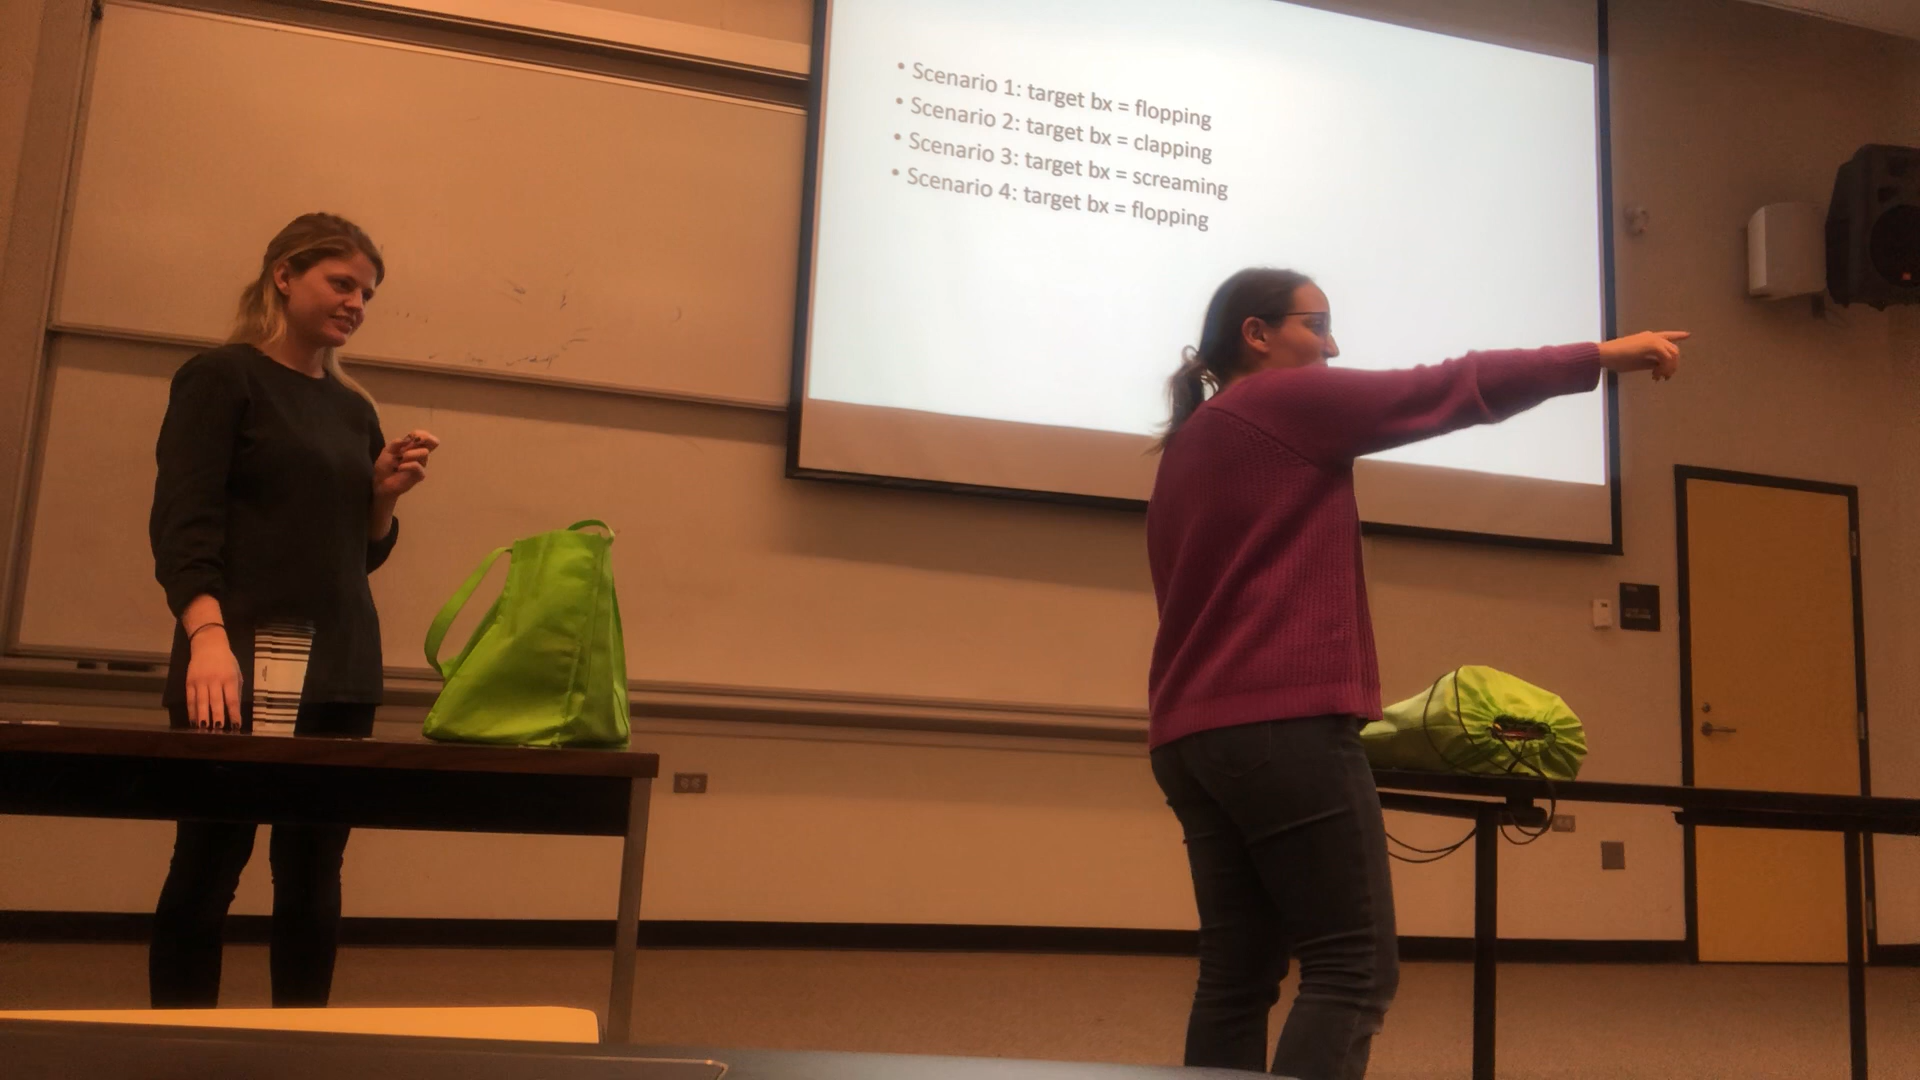 • Scenario 1: target bx = flopping
• Scenario 2: target bx = clapping
• Scenario 3: target bx = screaming
• Scenario 4: target bx = flopping